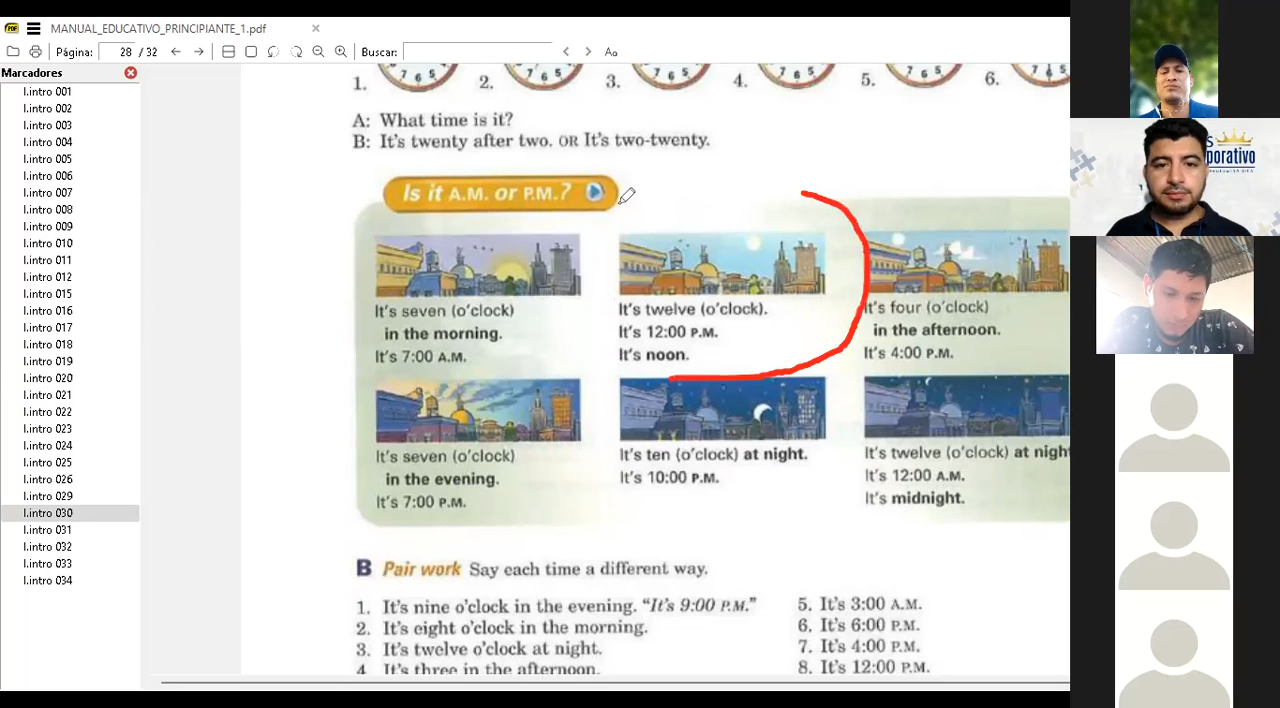 MANUAL_EDUCATIVO_PRINCIPIANTE_1.pdf
Página: 28 / 32 Buscar: Aa
Marcadores
I.intro 001
I.intro 002
I.intro 003
I.intro 004
I.intro 005
I.intro 006
I.intro 007
I.intro 008
I.intro 009
I.intro 010
I.intro 011
I.intro 012
I.intro 015
I.intro 016
I.intro 017
I.intro 018
I.intro 019
I.intro 020
I.intro 021
I.intro 022
I.intro 023
I.intro 024
I.intro 025
I.intro 026
I.intro 029
I.intro 030
I.intro 031
I.intro 032
I.intro 033
I.intro 034
1. 2. 3. 4. 5. 6.
A: What time is it?
B: It's twenty after two. OR It's two-twenty.
Is it A.M. or P.M.?
It's seven (o'clock)
in the morning.
It's 7:00 A.M.
It's twelve (o'clock).
It's 12:00 P.M.
It's noon.
It's four (o'clock)
in the afternoon.
It's 4:00 P.M.
It's seven (o'clock)
in the evening.
It's 7:00 P.M.
It's ten (o'clock) at night.
It's 10:00 P.M.
It's twelve (o'clock) at nigh
It's 12:00 A.M.
It's midnight.
B Pair work Say each time a different way.
1. It's nine o'clock in the evening. "It's 9:00 P.M."
2. It's eight o'clock in the morning.
3. It's twelve o'clock at night.
4 It's three in the afternoon.
5. It's 3:00 A.M.
6. It's 6:00 P.M.
7. It's 4:00 P.M.
8. It's 12:00 P.M.
porativo